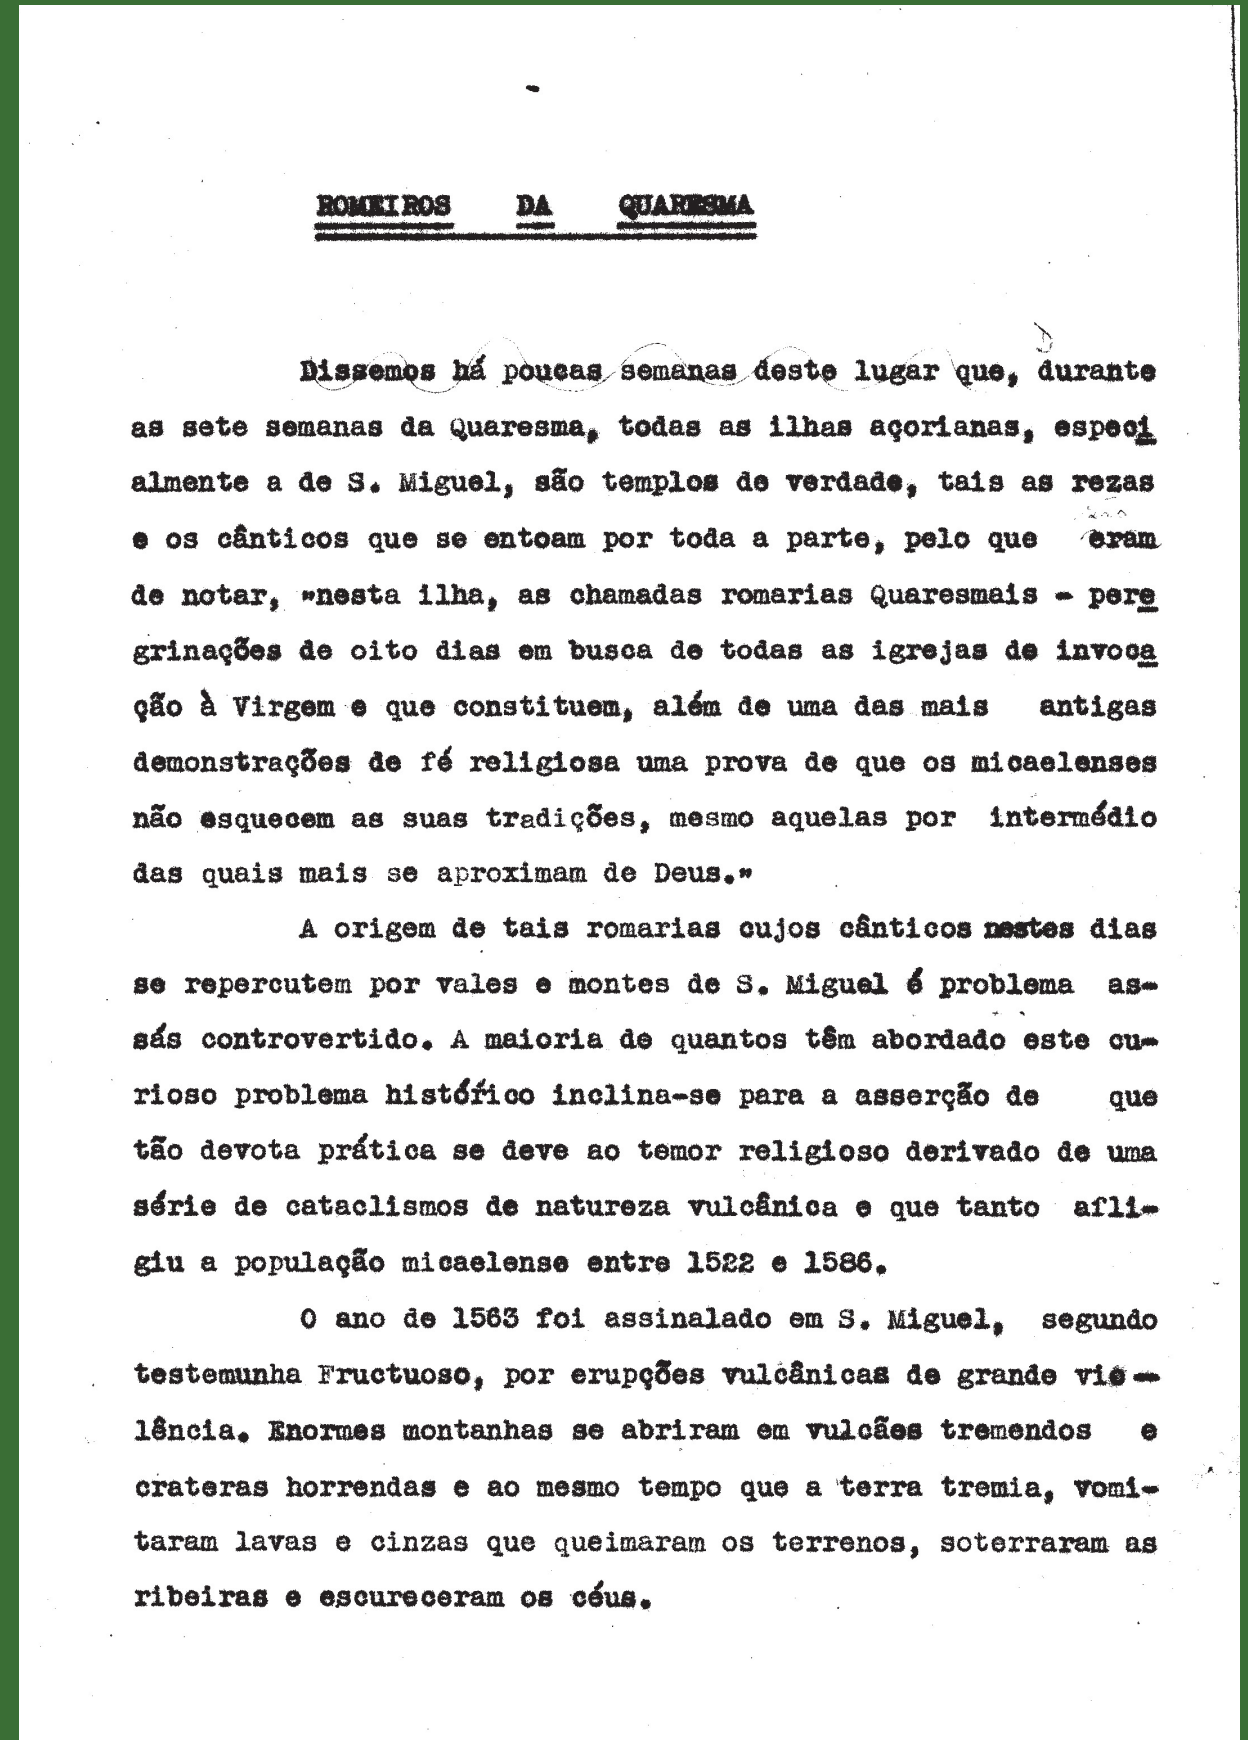 ROMEIROS DA QUARESMA
D
Dissemos há poucas semanas deste lugar que, durante
as sete semanas da Quaresma, todas as ilhas açorianas, especi
almente a de S. Miguel, são templos de verdade, tais as rezas
e os cânticos que se entoam por toda a parte, pelo que eram
de notar, "nesta ilha, as chamadas romarias Quaresmais - pere
grinações de oito dias em busca de todas as igrejas de invoca
ção à Virgem e que constituem, além de uma das mais antigas
demonstrações de fé religiosa uma prova de que os micaelenses
não esquecem as suas tradições, mesmo aquelas por intermédio
das quais mais se aproximam de Deus."
A origem de tais romarias cujos cânticos nestes dias
se repercutem por vales e montes de S. Miguel é problema as-
sás controvertido. A maioria de quantos têm abordado este cu-
rioso problema histórico inclina-se para a asserção de que
tão devota prática se deve ao temor religioso derivado de uma
série de cataclismos de natureza vulcânica e que tanto afli-
giu a população micaelense entre 1522 e 1586.
O ano de 1563 foi assinalado em S. Miguel, segundo
testemunha Fructuoso, por erupções vulcânicas de grande vio-
lência. Enormes montanhas se abriram em vulcães tremendos e
crateras horrendas e ao mesmo tempo que a terra tremia, vomi-
taram lavas e cinzas que queimaram os terrenos, soterraram as
ribeiras e escureceram os céus.